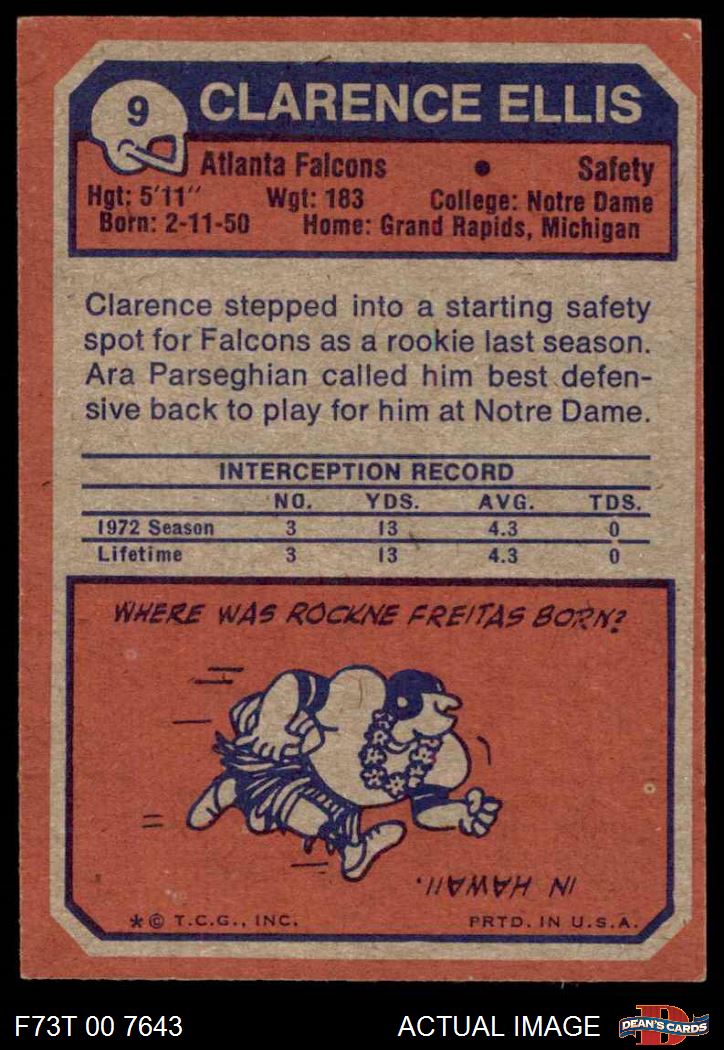 9
CLARENCE ELLIS
Atlanta Falcons • Safety
Hgt: 5'11" Wgt: 183 College: Notre Dame
Born: 2-11-50 Home: Grand Rapids, Michigan
Clarence stepped into a starting safety
spot for Falcons as a rookie last season.
Ara Parseghian called him best defen-
sive back to play for him at Notre Dame.
INTERCEPTION RECORD
NO. YDS. AVG. TDS.
1972 Season 3 13 4.3 0
Lifetime 3 13 4.3 0
WHERE WAS ROCKNE FREITAS BORN?
IN HAWAII.
*© T.C.G., INC. PRTD. IN U.S.A.
F73T 00 7643 ACTUAL IMAGE
DEAN'S CARDS